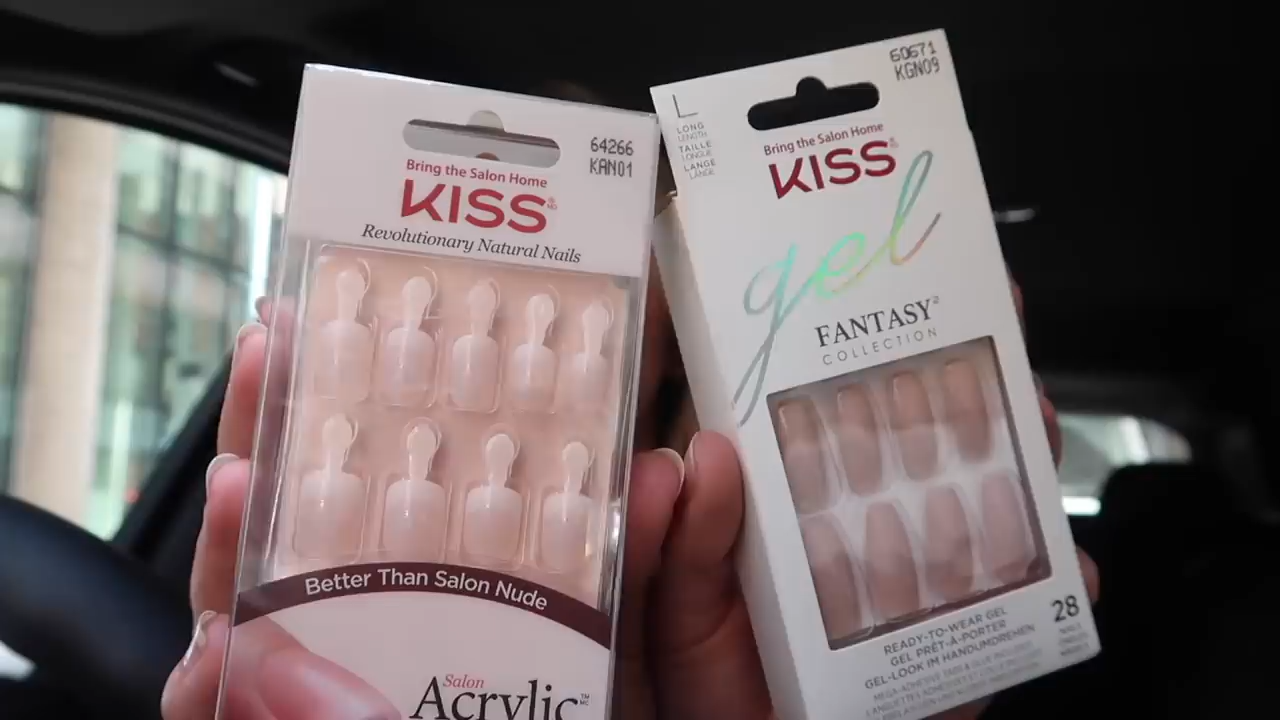 64266
KAN01
Bring the Salon Home
KISS
Revolutionary Natural Nails
Better Than Salon Nude
Salon
Acrylic™
60671
KGN09
L
LONG
LENGTH
TAILLE
LONGUE
LANGE
LÄNGE
Bring the Salon Home
KISS
gel
FANTASY
COLLECTION
28
READY-TO-WEAR GEL
GEL PRÊT-À-PORTER
GEL-LOOK IM HANDUMDREHEN